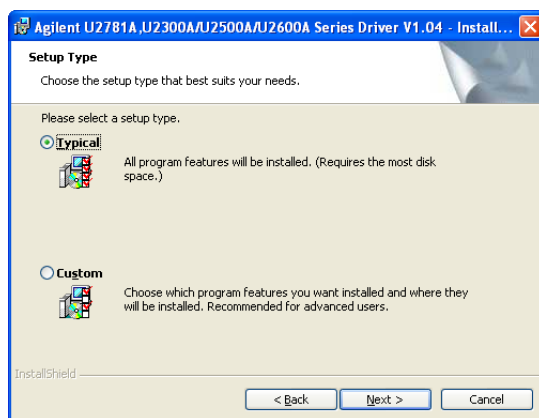 Agilent U2781A,U2300A/U2500A/U2600A Series Driver V1.04 - Install...
Setup Type
Choose the setup type that best suits your needs.
Please select a setup type.
Typical
All program features will be installed. (Requires the most disk
space.)
Custom
Choose which program features you want installed and where they
will be installed. Recommended for advanced users.
InstallShield
< Back
Next >
Cancel